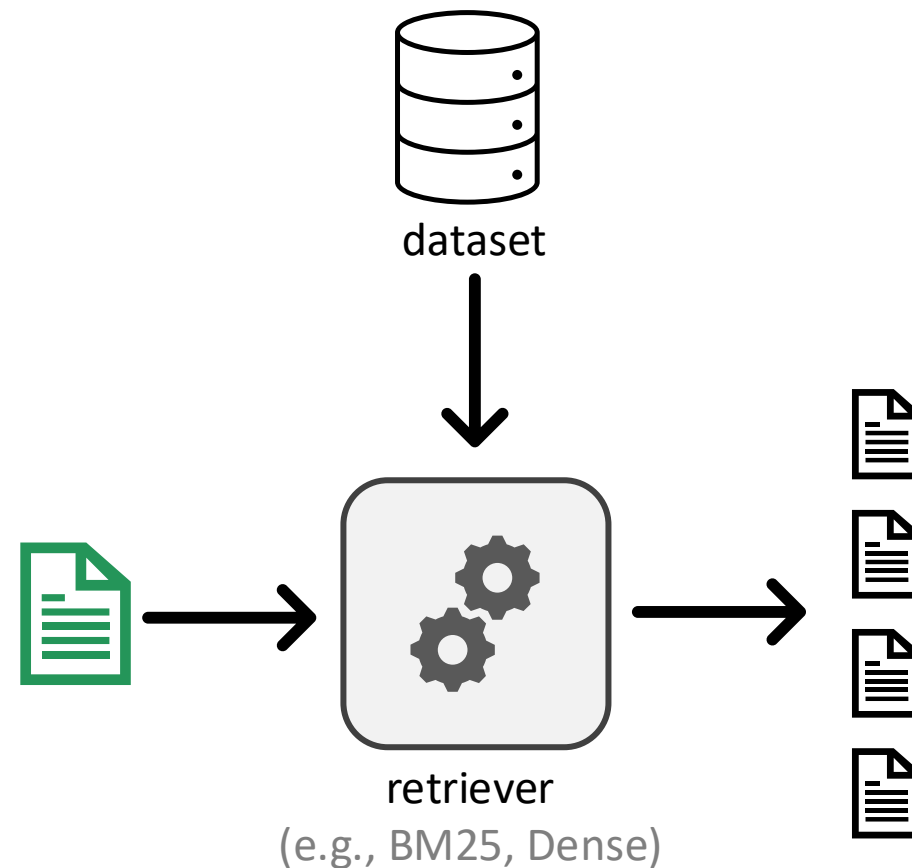 dataset
retriever
(e.g., BM25, Dense)